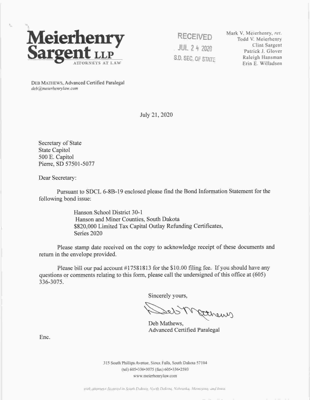 Meierhenry
Sargent LLP
ATTORNEYS AT LAW
RECEIVED
JUL 24 2020
S.D. SEC. OF STATE
Mark V. Meierhenry,
Todd V. Meierhenry
Clint Sargent
Patrick J. Glover
Raleigh Hansman
Erin E. Willadsen
DEB MATHEWS, Advanced Certified Paralegal
deb@meierhenrylaw.com
July 21, 2020
Secretary of State
State Capitol
500 E. Capitol
Pierre, SD 57501-5077
Dear Secretary:
Pursuant to SDCL 6-8B-19 enclosed please find the Bond Information Statement for the
following bond issue:
Hanson School District 30-1
Hanson and Miner Counties, South Dakota
$820,000 Limited Tax Capital Outlay Refunding Certificates,
Series 2020
Please stamp date received on the copy to acknowledge receipt of these documents and
return in the envelope provided.
Please bill our paid account #17581813 for the $10.00 filing fee. If you should have any
questions or comments relating to this form, please call the undersigned of this office at (605)
336-3075.
Sincerely yours,
Deb Mathews
Deb Mathews,
Advanced Certified Paralegal
Enc.
315 South Phillips Avenue, Sioux Falls, South Dakota 57104
(tel) 605•336•3075 (fax) 605•336•2593
www.meierhenrylaw.com